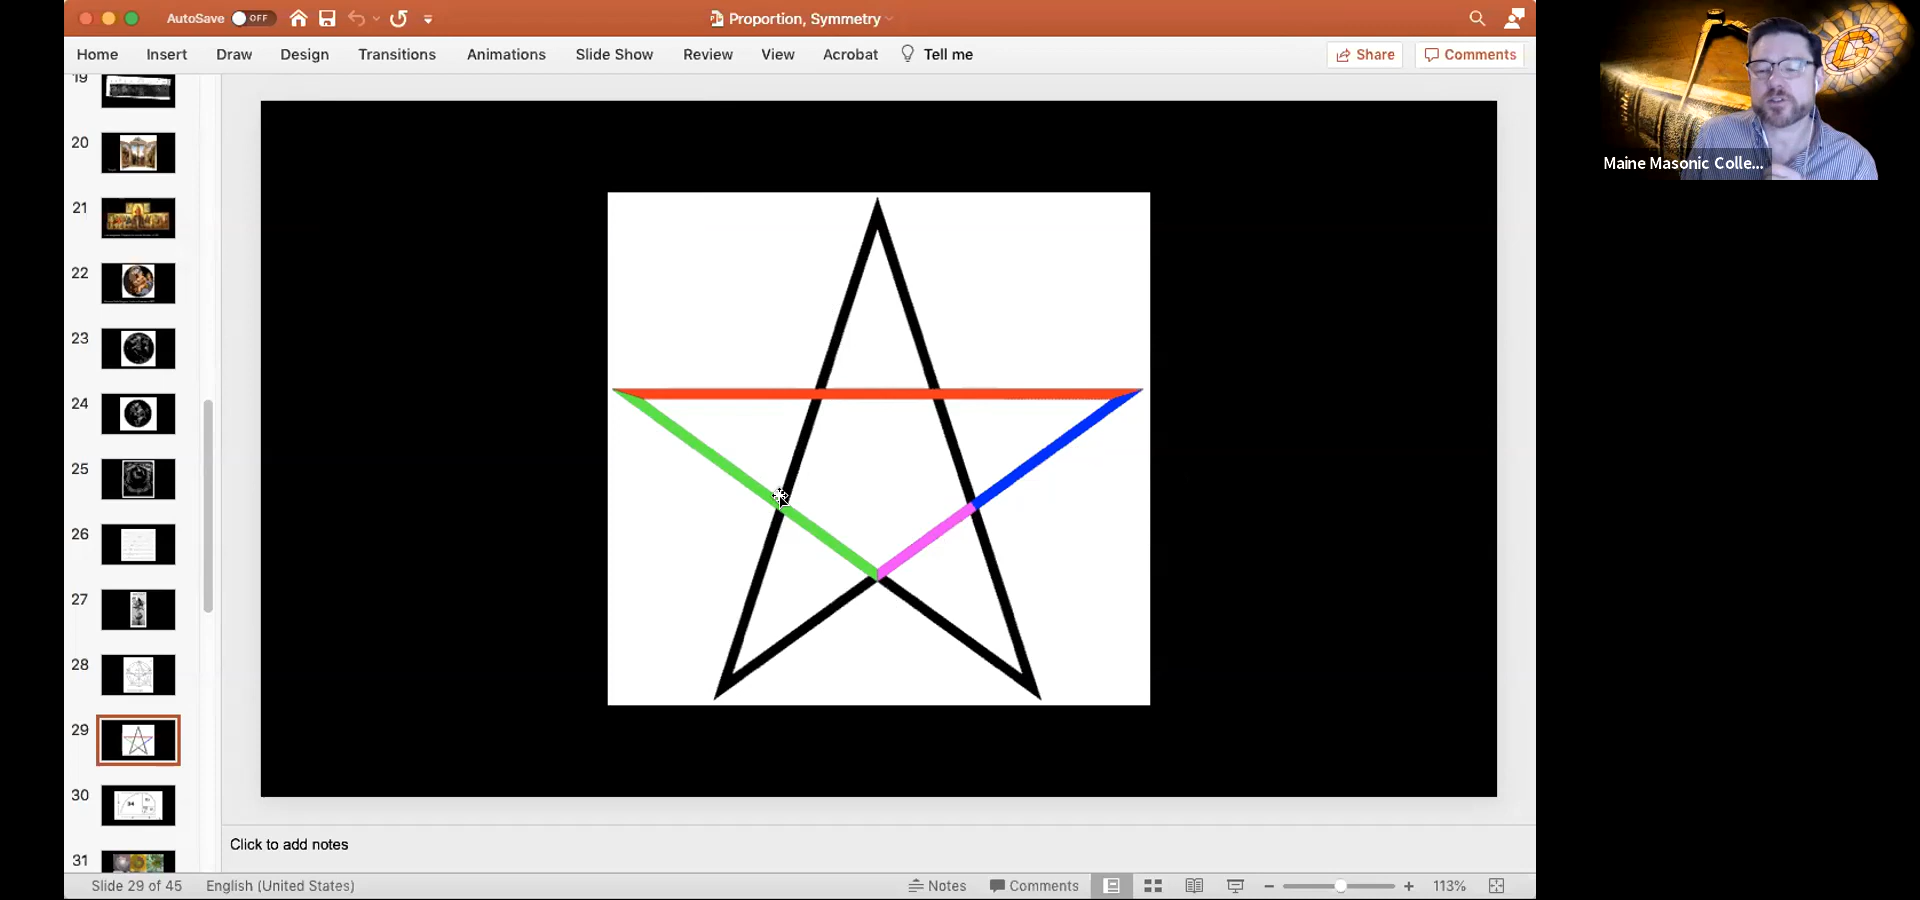 AutoSave OFF Proportion, Symmetry
Home Insert Draw Design Transitions Animations Slide Show Review View Acrobat Tell me Share Comments
19
20
21
22
23
24
25
26
27
28
29
30
31
Maine Masonic Colle...
Click to add notes
Slide 29 of 45 English (United States) Notes Comments 113%